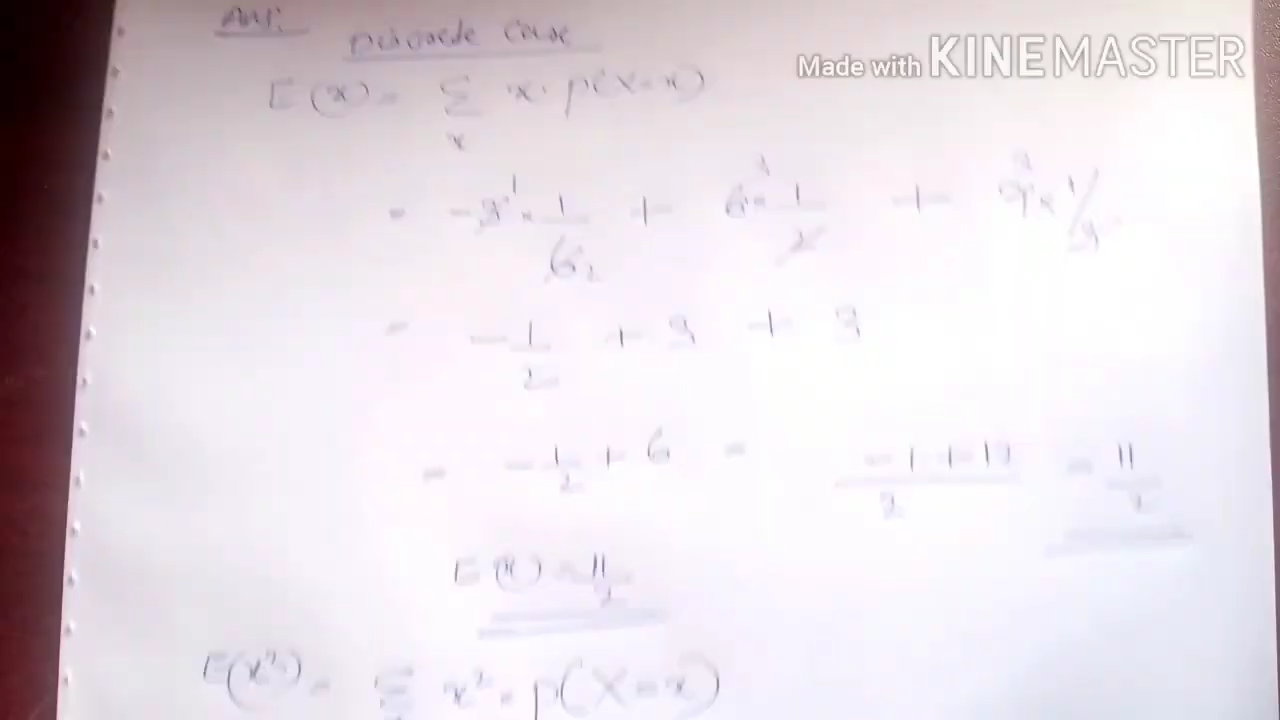 Ans:
Discrete Case
Made with KINEMASTER
E(x) = Σ x. p(X=x)
x
= -3 . 1/6 + 6 . 1/2 + 9 x 1/3
= -1/2 + 3 + 3
= -1/2 + 6 = -1+12/2 = 11/2
E(x) = 11/2
E(x²) = Σ x² . p(X=x)